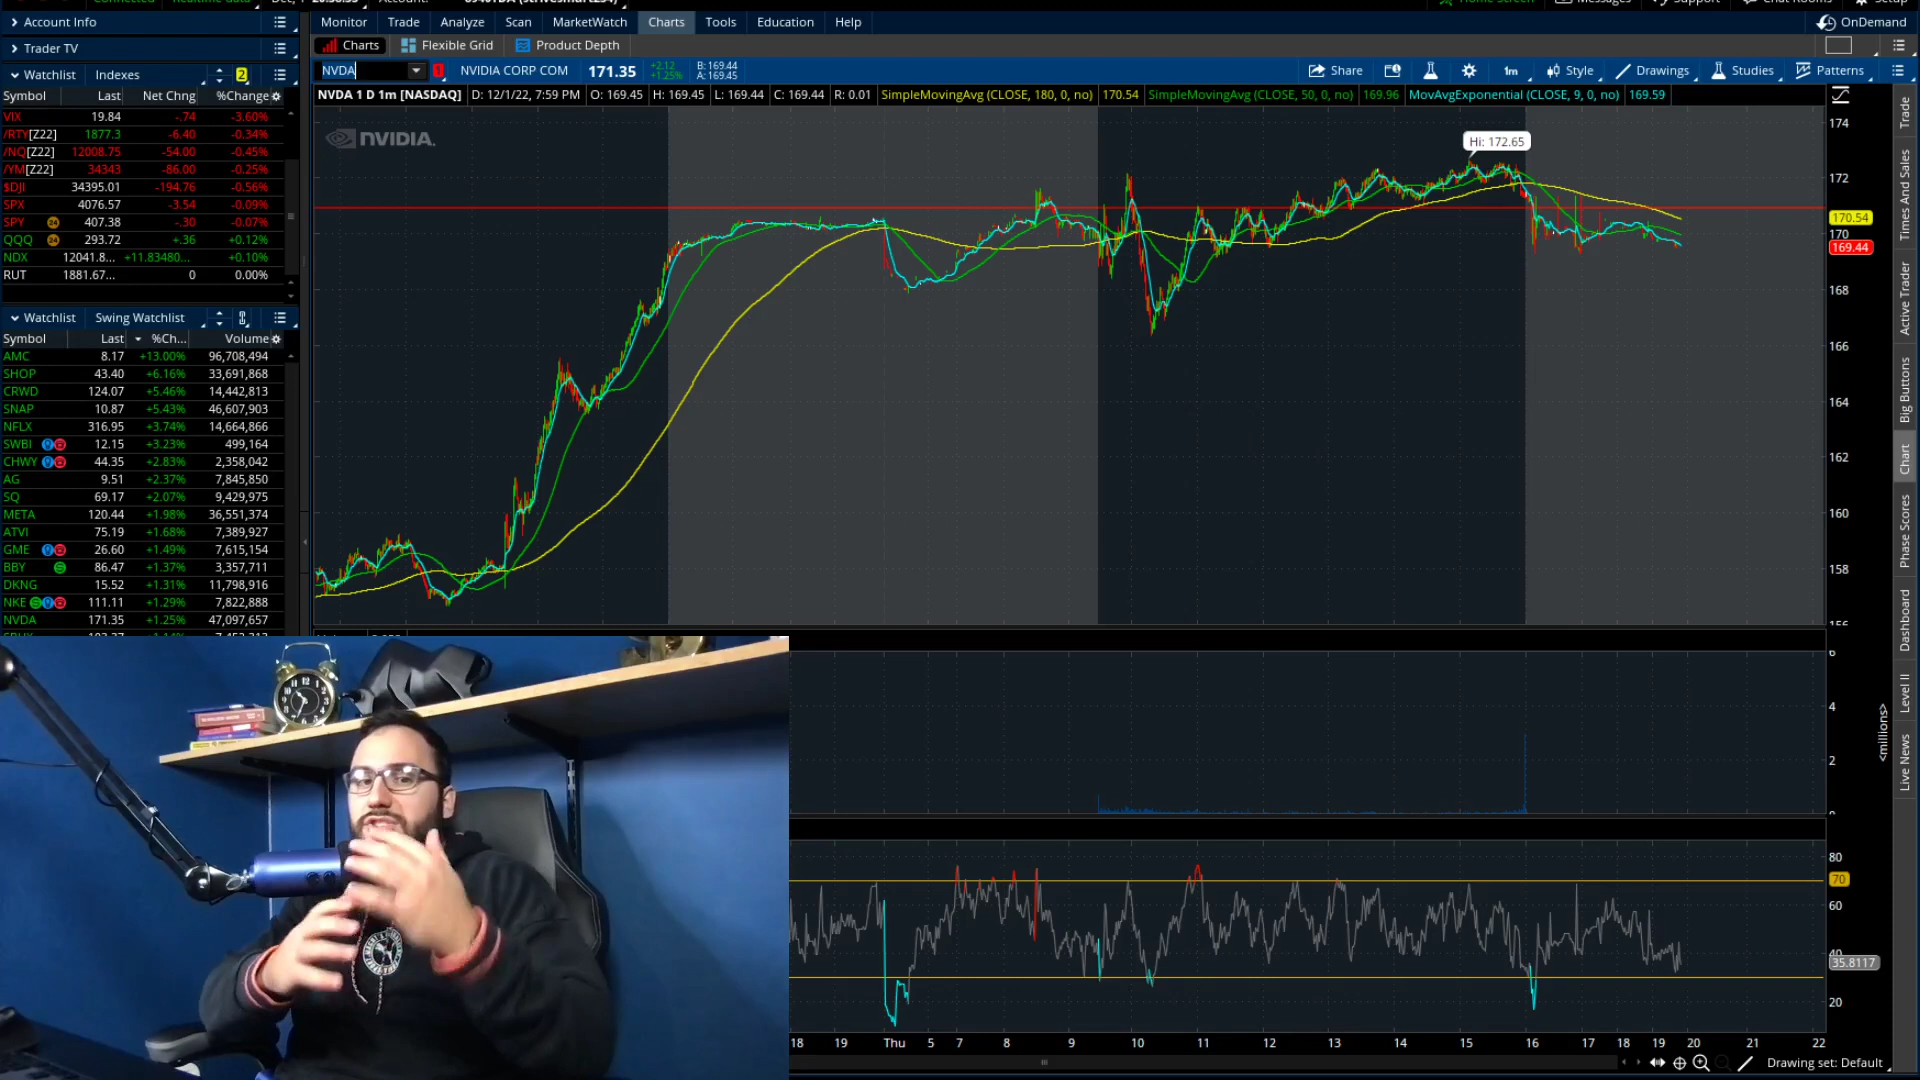 Monitor Trade Analyze Scan MarketWatch Charts Tools Education Help
OnDemand
Account Info
Trader TV
Watchlist Indexes 2
Symbol Last Net Chng %Change
VIX 19.84 -.74 -3.60%
/RTY[Z22] 1877.3 -6.40 -0.34%
/NQ[Z22] 12008.75 -54.00 -0.45%
/YM[Z22] 34343 -86.00 -0.25%
$DJI 34395.01 -194.76 -0.56%
SPX 4076.57 -3.54 -0.09%
SPY 24 407.38 -.30 -0.07%
QQQ 24 293.72 +.36 +0.12%
NDX 12041.8... +11.83480... +0.10%
RUT 1881.67... 0 0.00%
Watchlist Swing Watchlist
Symbol Last %Ch... Volume
AMC 8.17 +13.00% 96,708,494
SHOP 43.40 +6.16% 33,691,868
CRWD 124.07 +5.46% 14,442,813
SNAP 10.87 +5.43% 46,607,903
NFLX 316.95 +3.74% 14,664,866
SWBI 12.15 +3.23% 499,164
CHWY 44.35 +2.83% 2,358,042
AG 9.51 +2.37% 7,845,850
SQ 69.17 +2.07% 9,429,975
META 120.44 +1.98% 36,551,374
ATVI 75.19 +1.68% 7,389,927
GME 26.60 +1.49% 7,615,154
BBY 86.47 +1.37% 3,357,711
DKNG 15.52 +1.31% 11,798,916
NKE 111.11 +1.29% 7,822,888
NVDA 171.35 +1.25% 47,097,657
Charts Flexible Grid Product Depth
NVDA 1 NVIDIA CORP COM 171.35 +2.12 B: 169.44
+1.25% A: 169.45
Share 1m Style Drawings Studies Patterns
NVDA 1 D 1m [NASDAQ] D: 12/1/22, 7:59 PM O: 169.45 H: 169.45 L: 169.44 C: 169.44 R: 0.01 SimpleMovingAvg (CLOSE, 180, 0, no) 170.54 SimpleMovingAvg (CLOSE, 50, 0, no) 169.96 MovAvgExponential (CLOSE, 9, 0, no) 169.59
NVIDIA.
Hi: 172.65
174
172
170.54
170
169.44
168
166
164
162
160
158
6
4
2
<millions>
80
70
60
40
35.8117
20
18 19 Thu 5 7 8 9 10 11 12 13 14 15 16 17 18 19 20 21 22
Drawing set: Default
Trade
Times And Sales
Active Trader
Big Buttons
Chart
Phase Scores
Dashboard
Level II
Live News